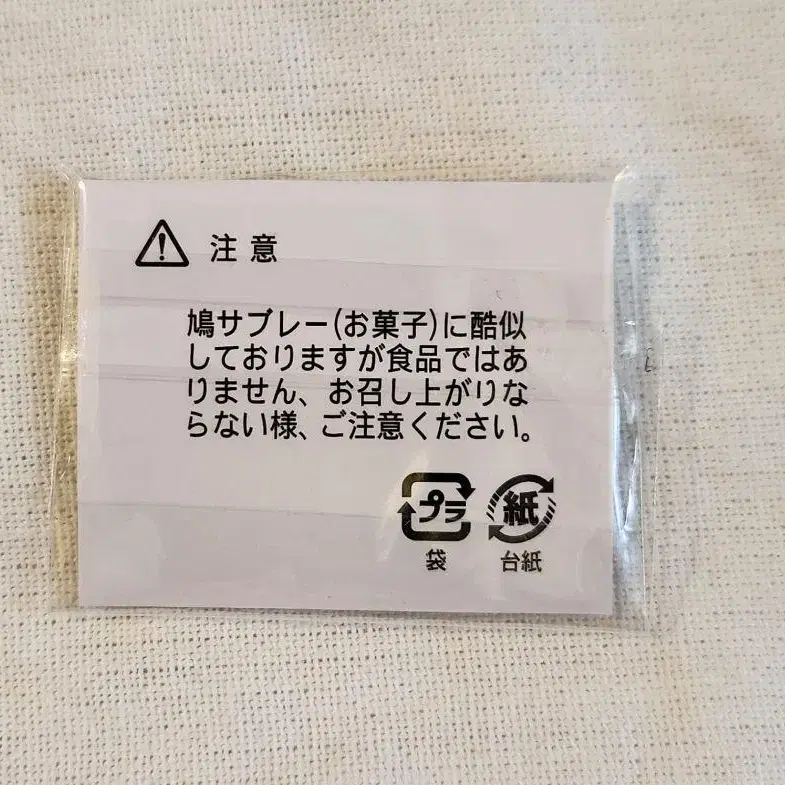 注意
鳩サブレー(お菓子)に酷似
しておりますが食品ではあ
りません、お召し上がりな
らない様、ご注意ください。
プラ 紙
袋 台紙